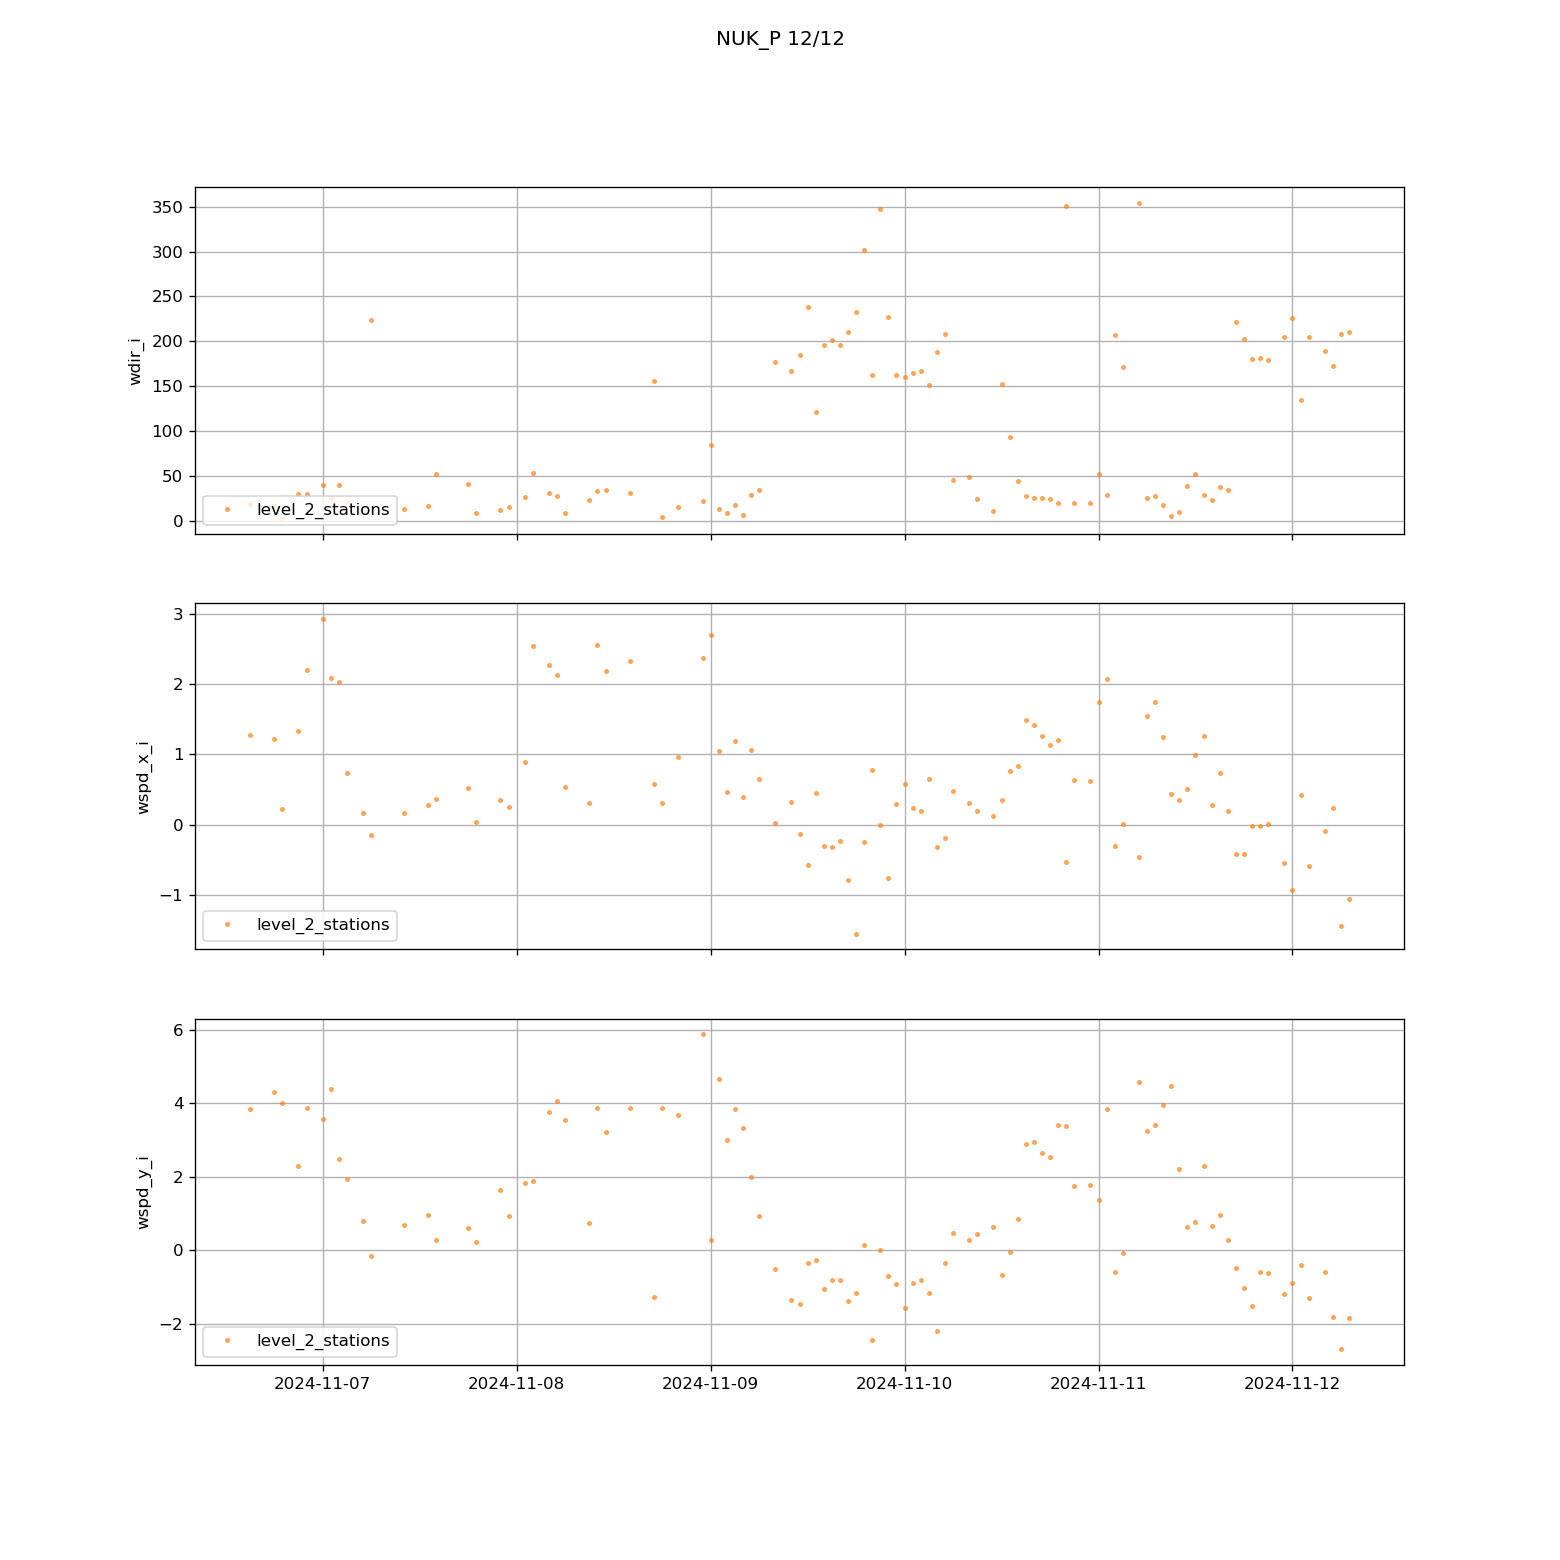 NUK_P 12/12
350
300
250
200
150
100
50
0
wdir_i
level_2_stations
3
2
1
0
−1
wspd_x_i
level_2_stations
6
4
2
0
−2
wspd_y_i
level_2_stations
2024-11-07 2024-11-08 2024-11-09 2024-11-10 2024-11-11 2024-11-12